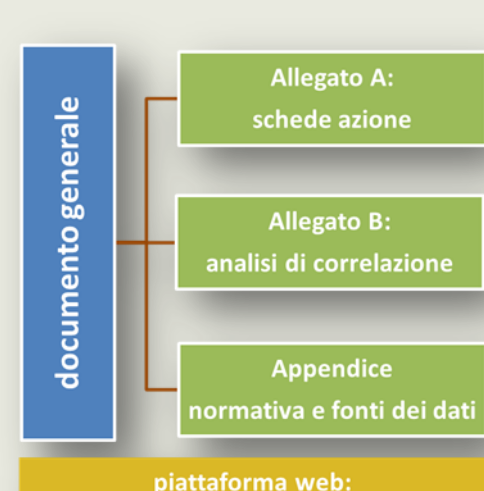 documento generale
Allegato A:
schede azione
Allegato B:
analisi di correlazione
Appendice
normativa e fonti dei dati
piattaforma web: